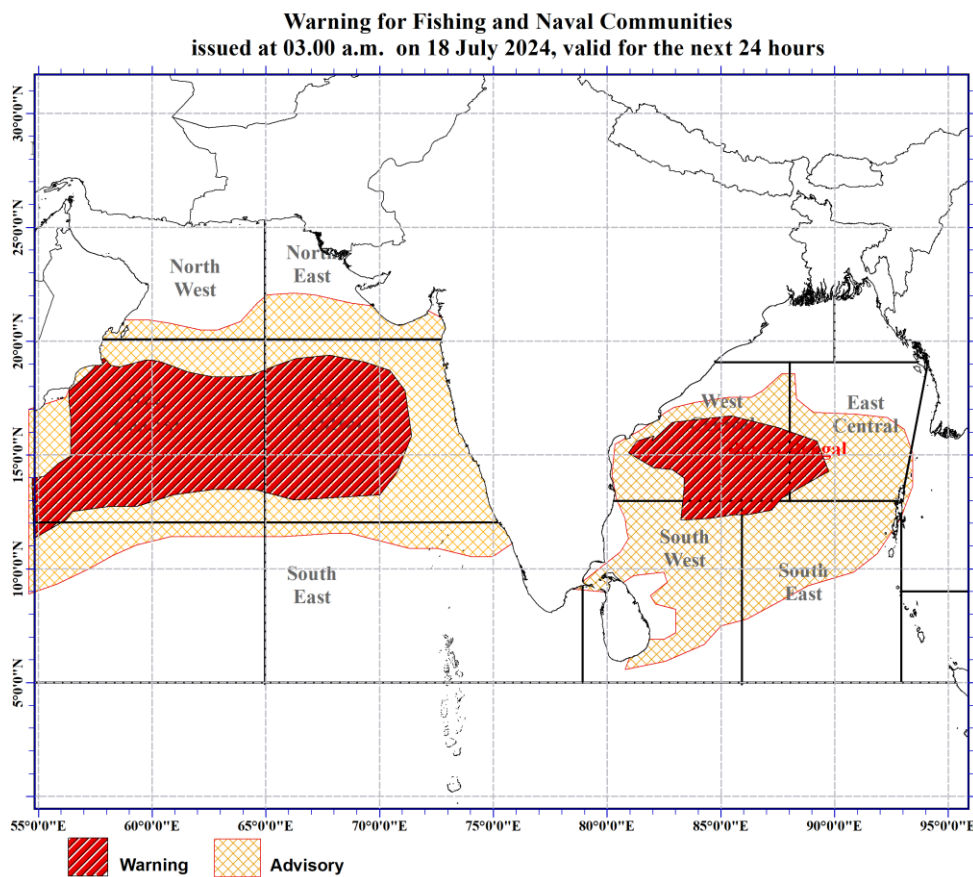 Warning for Fishing and Naval Communities
issued at 03.00 a.m. on 18 July 2024, valid for the next 24 hours
30°0'0"N
25°0'0"N
20°0'0"N
15°0'0"N
10°0'0"N
5°0'0"N
North
West
North
East
West
East
Central
South
West
South
East
South
East
55°0'0"E 60°0'0"E 65°0'0"E 70°0'0"E 75°0'0"E 80°0'0"E 85°0'0"E 90°0'0"E 95°0'0"E
Warning Advisory